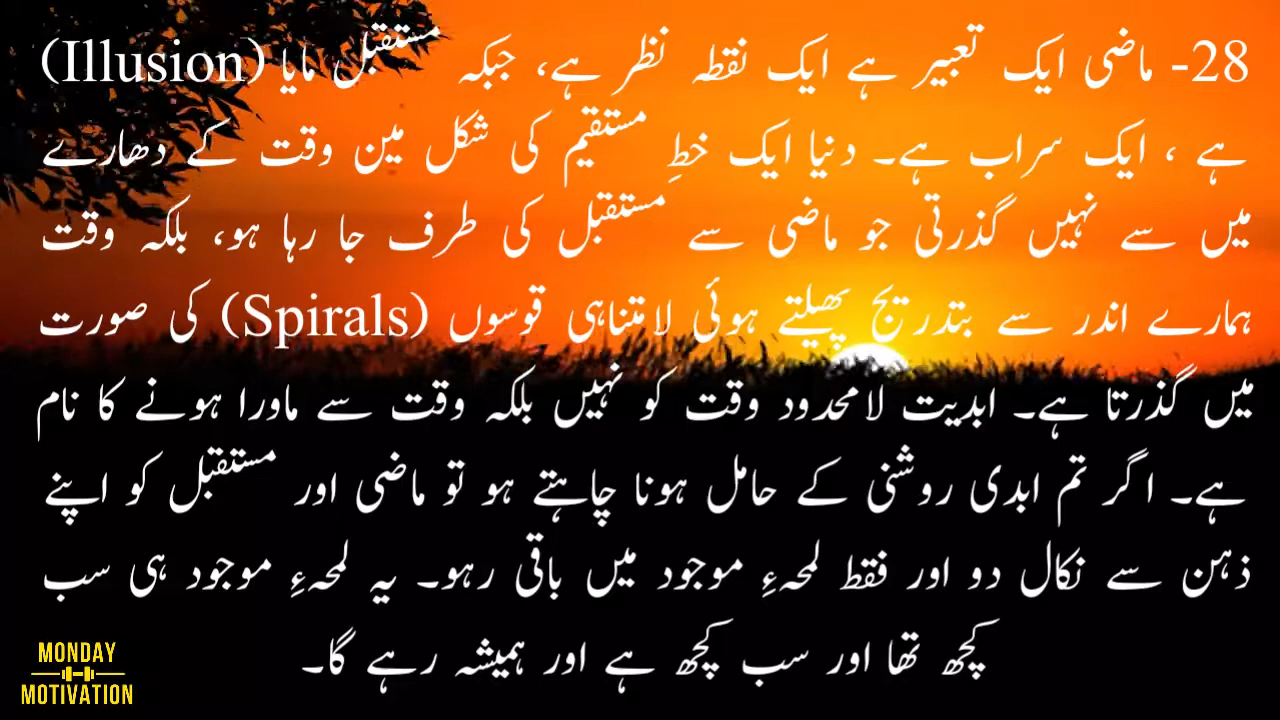 28- ماضی ایک تعبیر ہے ایک نقطہ نظر ہے، جبکہ مستقبل مایا (Illusion)
ہے ، ایک سراب ہے۔ دنیا ایک خطِ مستقیم کی شکل مین وقت کے دھارے
میں سے نہیں گذرتی جو ماضی سے مستقبل کی طرف جا رہا ہو، بلکہ وقت
ہمارے اندر سے بتدریج پھیلتے ہوئی لامتناہی قوسوں (Spirals) کی صورت
میں گذرتا ہے۔ ابدیت لامحدود وقت کو نہیں بلکہ وقت سے ماورا ہونے کا نام
ہے۔ اگر تم ابدی روشنی کے حامل ہونا چاہتے ہو تو ماضی اور مستقبل کو اپنے
ذہن سے نکال دو اور فقط لمحہءِ موجود میں باقی رہو۔ یہ لمحہءِ موجود ہی سب
کچھ تھا اور سب کچھ ہے اور ہمیشہ رہے گا۔
MONDAY
MOTIVATION